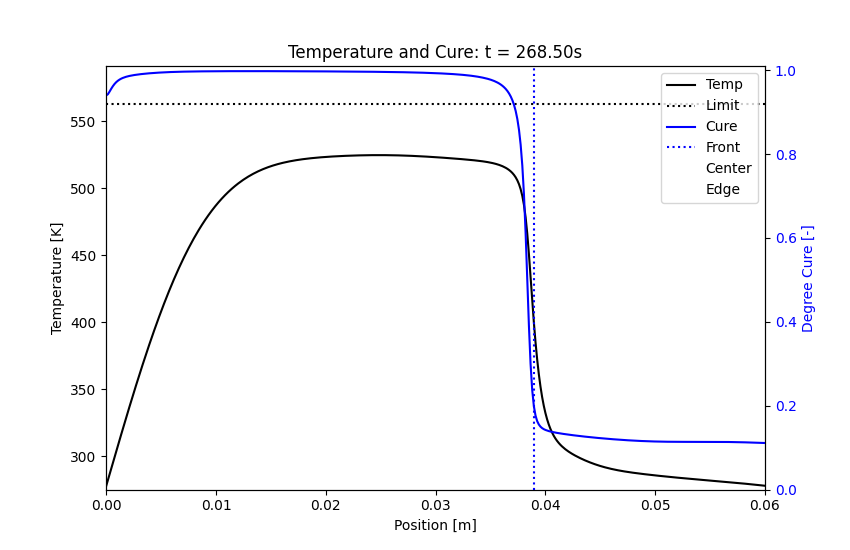 Temperature and Cure: t = 268.50s
Temp
Limit
Cure
Front
Center
Edge
Temperature [K]
550
500
450
400
350
300
1.0
0.8
0.6
0.4
0.2
0.0
Degree Cure [-]
0.00 0.01 0.02 0.03 0.04 0.05 0.06
Position [m]